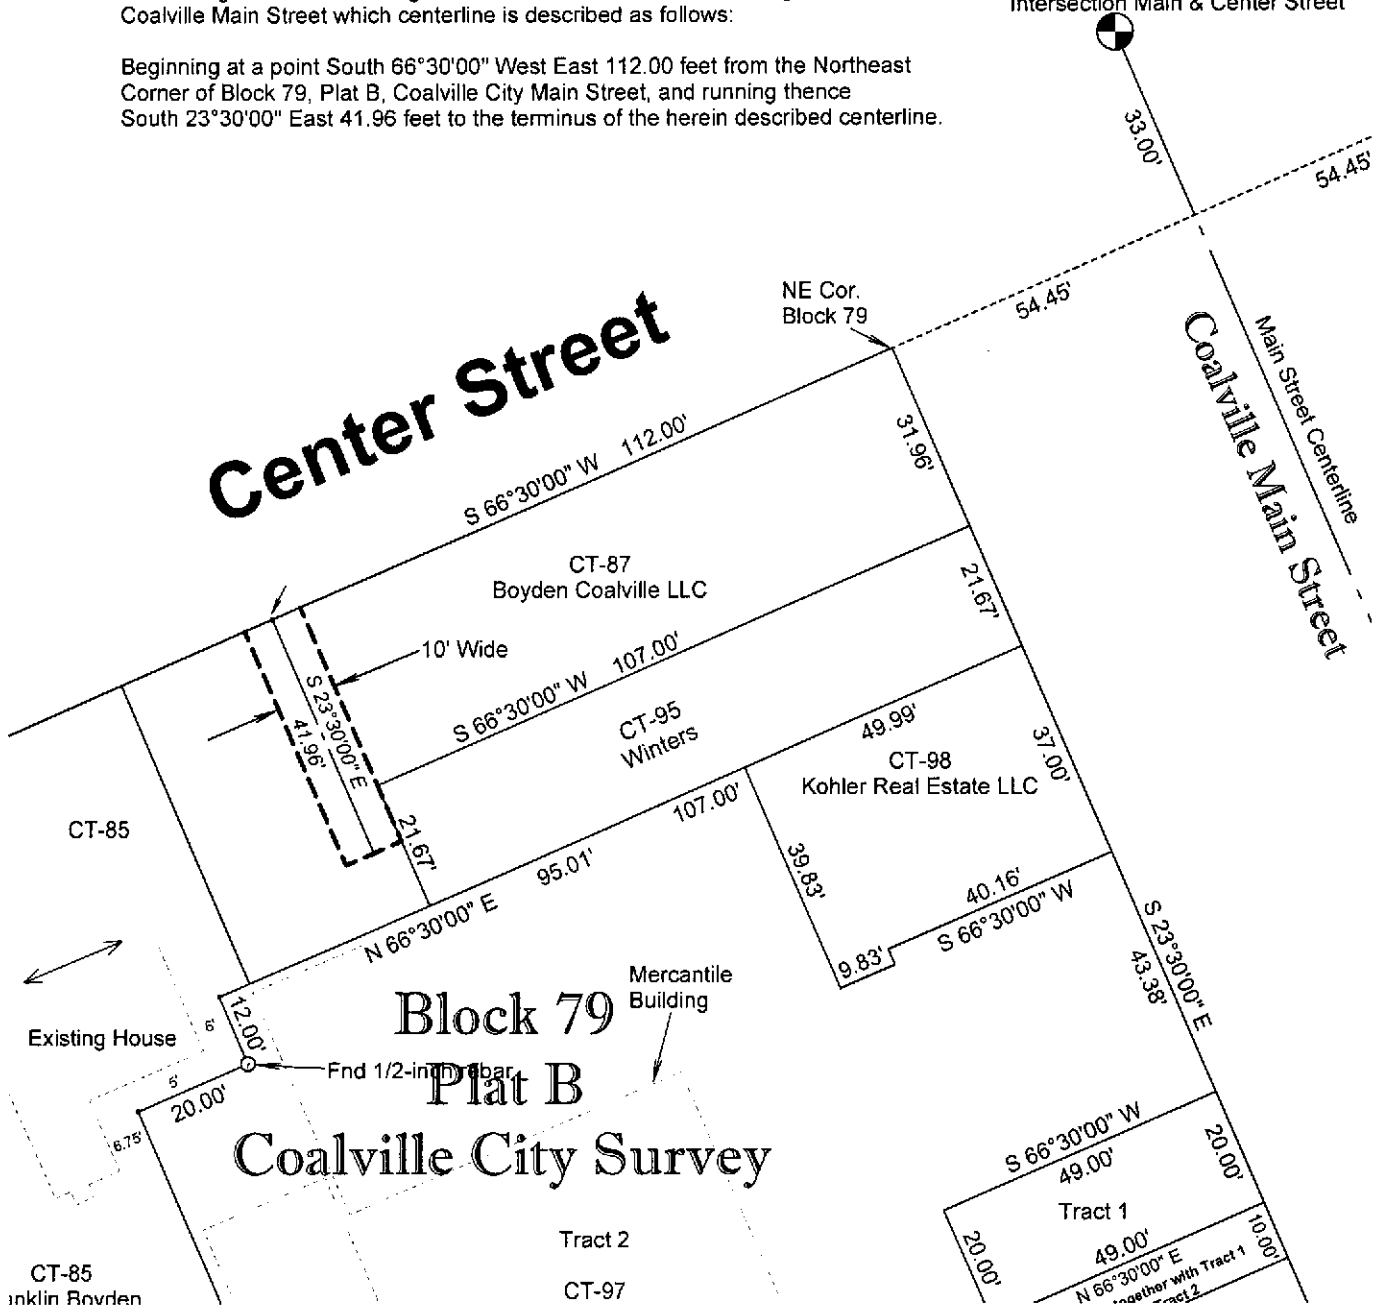 Coalville Main Street which centerline is described as follows:
Beginning at a point South 66°30'00" West East 112.00 feet from the Northeast
Corner of Block 79, Plat B, Coalville City Main Street, and running thence
South 23°30'00" East 41.96 feet to the terminus of the herein described centerline.
Intersection Main & Center Street
33.00'
54.45'
54.45'
NE Cor.
Block 79
Center Street
Coalville Main Street
Main Street Centerline
S 66°30'00" W 112.00'
31.96'
CT-87
Boyden Coalville LLC
21.67'
10' Wide
S 66°30'00" W 107.00'
S 23°30'00" E
41.96'
CT-95
Winters
49.99'
CT-98
Kohler Real Estate LLC
37.00'
107.00'
CT-85
21.67'
95.01'
39.83'
40.16'
S 66°30'00" W
N 66°30'00" E
9.83'
S 23°30'00" E
43.38'
Mercantile
Building
Block 79
Plat B
Coalville City Survey
12.00'
6'
Existing House
Fnd 1/2-inch rebar
5'
20.00'
6.75'
S 66°30'00" W
49.00'
20.00'
Tract 1
Tract 2
20.00'
49.00'
10.00'
N 66°30'00" E
together with Tract 1
Tract 2
CT-85
CT-97
Boyden